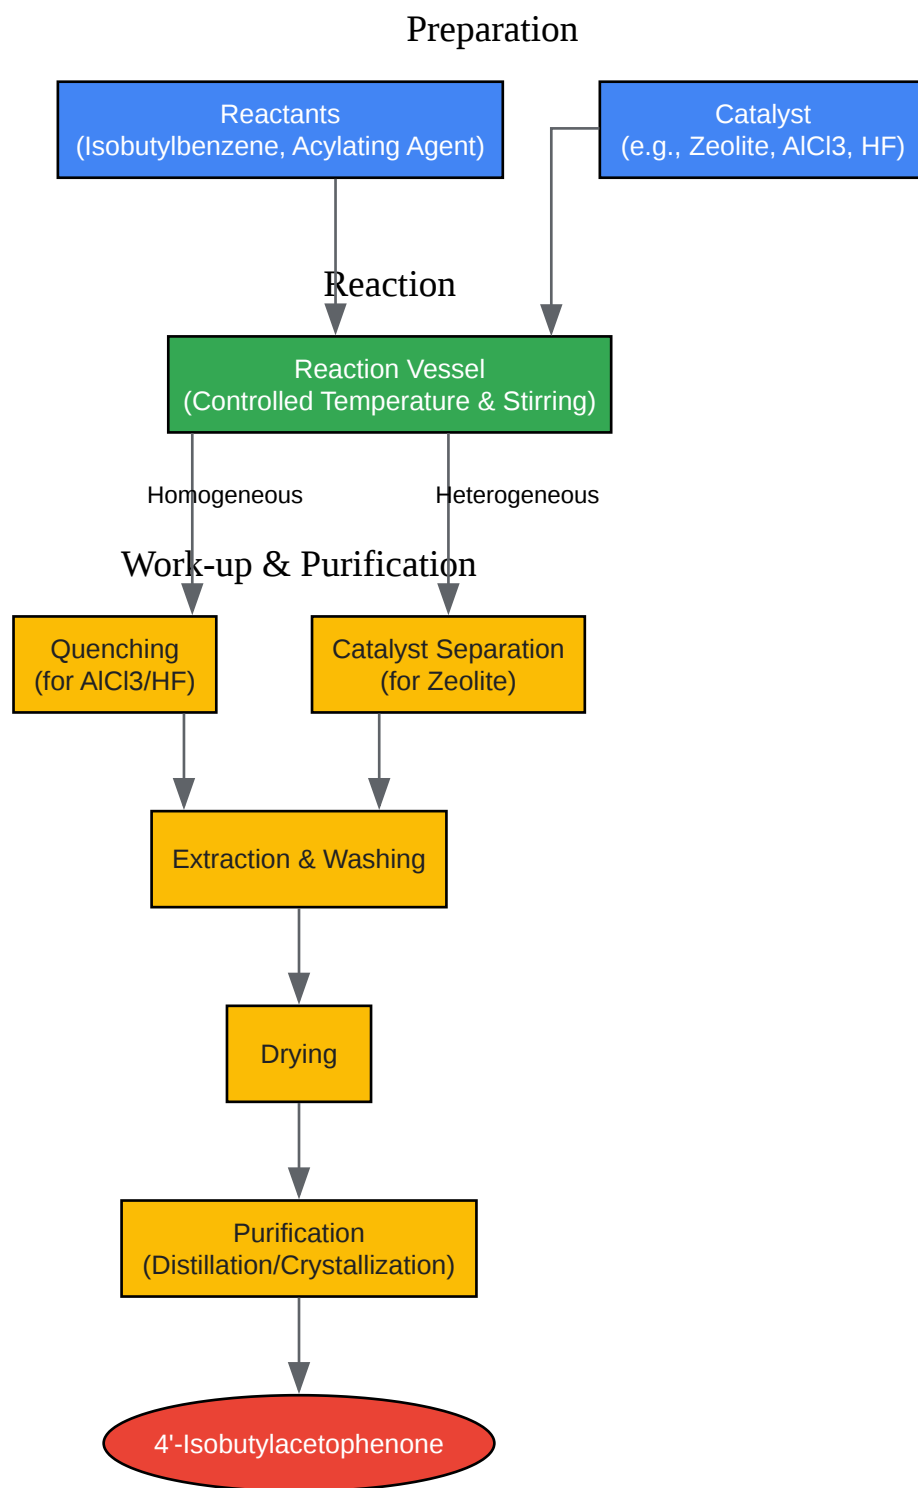 Preparation
Reactants
(Isobutylbenzene, Acylating Agent)
Catalyst
(e.g., Zeolite, AlCl3, HF)
Reaction
Reaction Vessel
(Controlled Temperature & Stirring)
Homogeneous
Heterogeneous
Work-up & Purification
Quenching
(for AlCl3/HF)
Catalyst Separation
(for Zeolite)
Extraction & Washing
Drying
Purification
(Distillation/Crystallization)
4'-Isobutylacetophenone